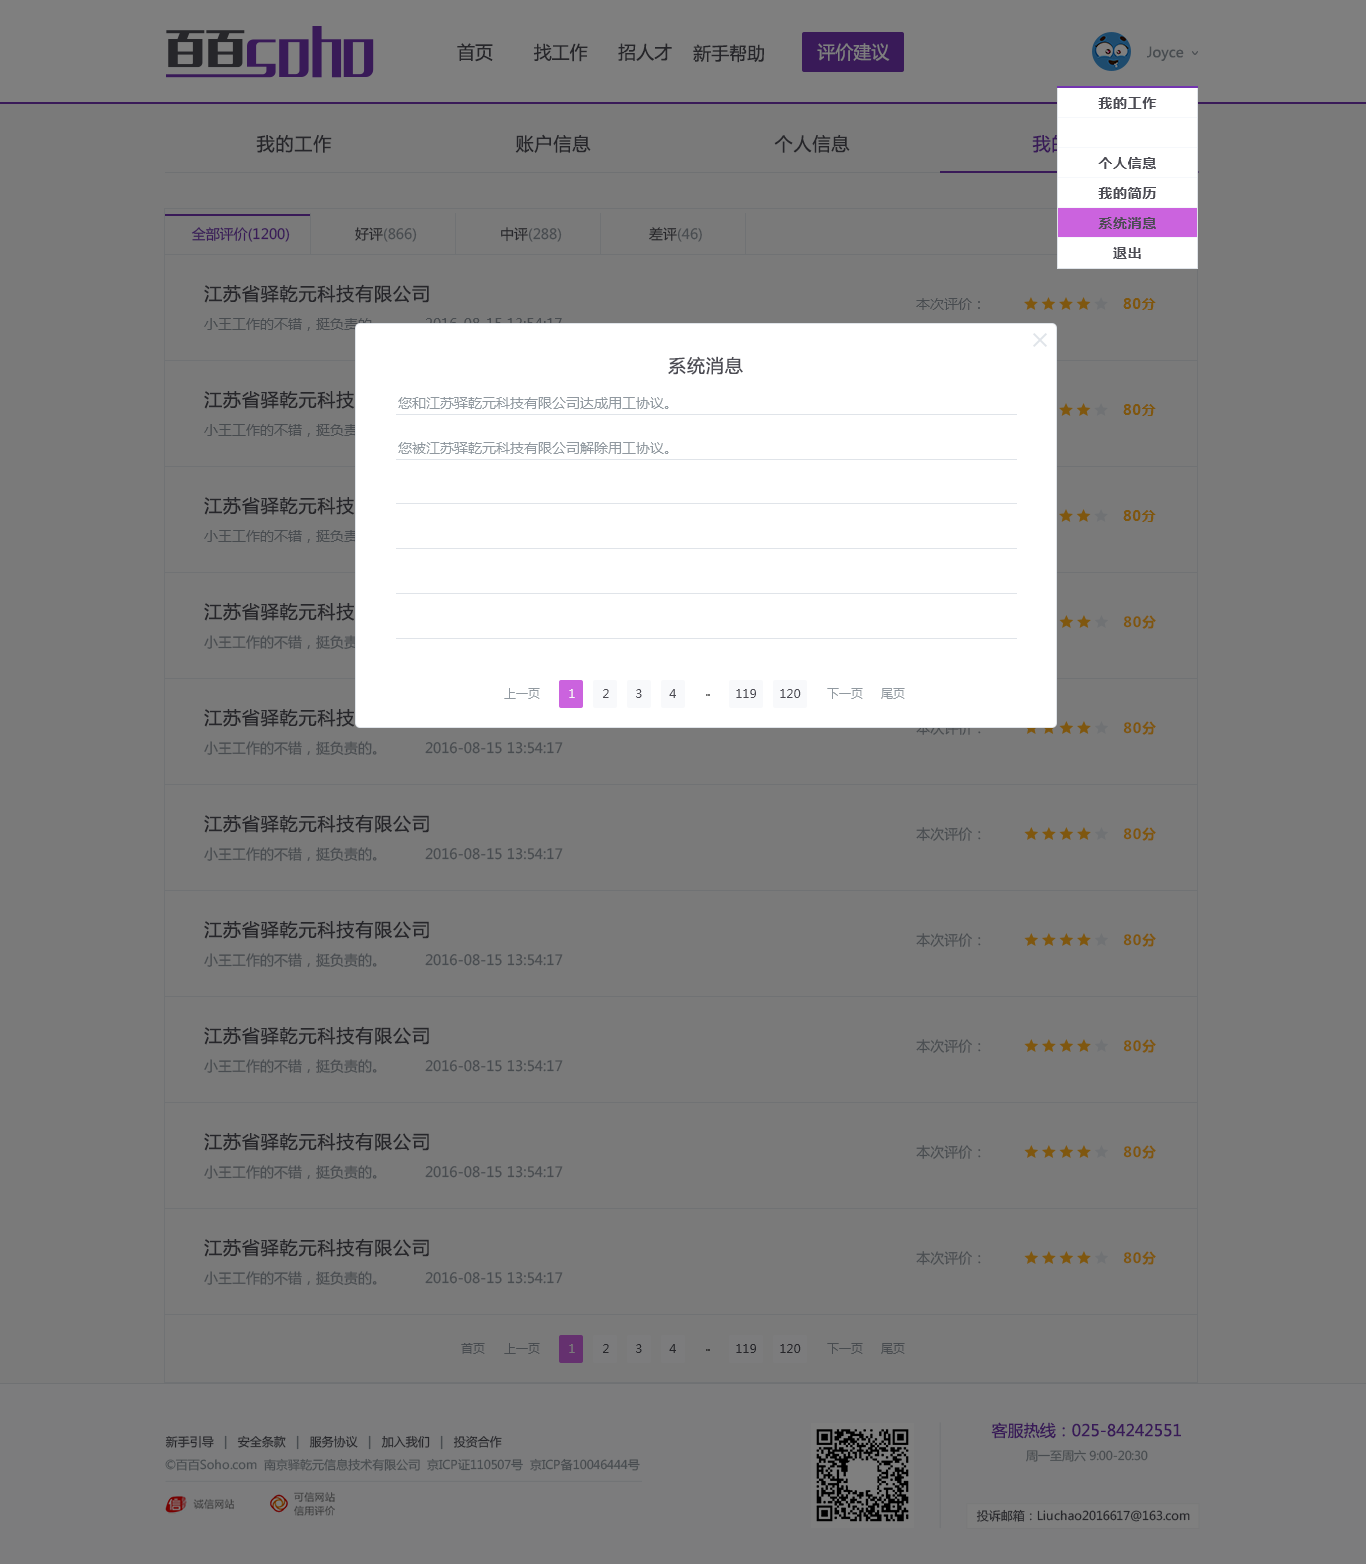 百百soho 首页 找工作 招人才 新手帮助 评价建议 Joyce
我的工作
个人信息
我的简历
系统消息
退出
我的工作 账户信息 个人信息 我的
全部评价(1200) 好评(866) 中评(288) 差评(46)
江苏省驿乾元科技有限公司
小王工作的不错，挺负责的。 2016-08-15 13:54:17
本次评价： 80分
系统消息
您和江苏驿乾元科技有限公司达成用工协议。
您被江苏驿乾元科技有限公司解除用工协议。
上一页 1 2 3 4 - 119 120 下一页 尾页
江苏省驿乾元科技
小王工作的不错，挺负
80分
江苏省驿乾元科技
小王工作的不错，挺负责
80分
江苏省驿乾元科技
小王工作的不错，挺负责
80分
江苏省驿乾元科技
小王工作的不错，挺负责的。 2016-08-15 13:54:17
本次评价： 80分
江苏省驿乾元科技有限公司
小王工作的不错，挺负责的。 2016-08-15 13:54:17
本次评价： 80分
江苏省驿乾元科技有限公司
小王工作的不错，挺负责的。 2016-08-15 13:54:17
本次评价： 80分
江苏省驿乾元科技有限公司
小王工作的不错，挺负责的。 2016-08-15 13:54:17
本次评价： 80分
江苏省驿乾元科技有限公司
小王工作的不错，挺负责的。 2016-08-15 13:54:17
本次评价： 80分
江苏省驿乾元科技有限公司
小王工作的不错，挺负责的。 2016-08-15 13:54:17
本次评价： 80分
首页 上一页 1 2 3 4 - 119 120 下一页 尾页
新手引导 | 安全条款 | 服务协议 | 加入我们 | 投资合作
©百百Soho.com 南京驿乾元信息技术有限公司 京ICP证110507号 京ICP备10046444号
信 诚信网站
可信网站
信用评价
客服热线：025-84242551
周一至周六 9:00-20:30
投诉邮箱：Liuchao2016617@163.com